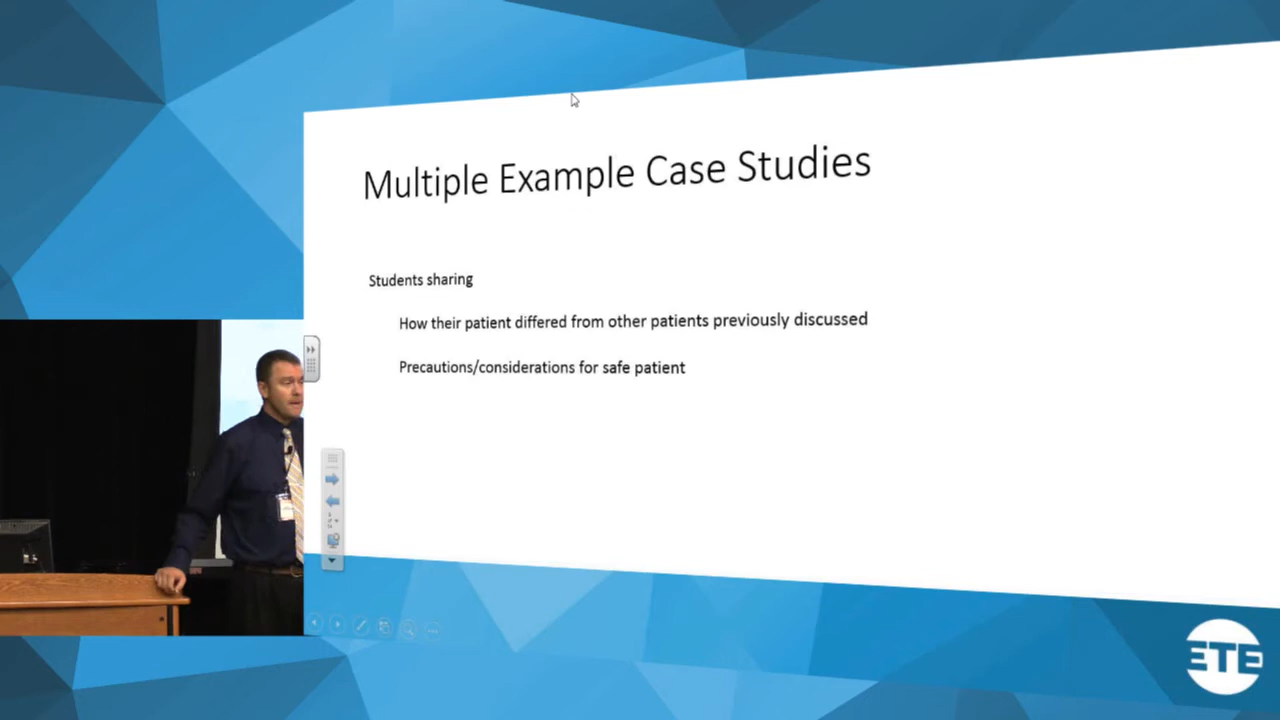 Multiple Example Case Studies
Students sharing
How their patient differed from other patients previously discussed
Precautions/considerations for safe patient
ETE